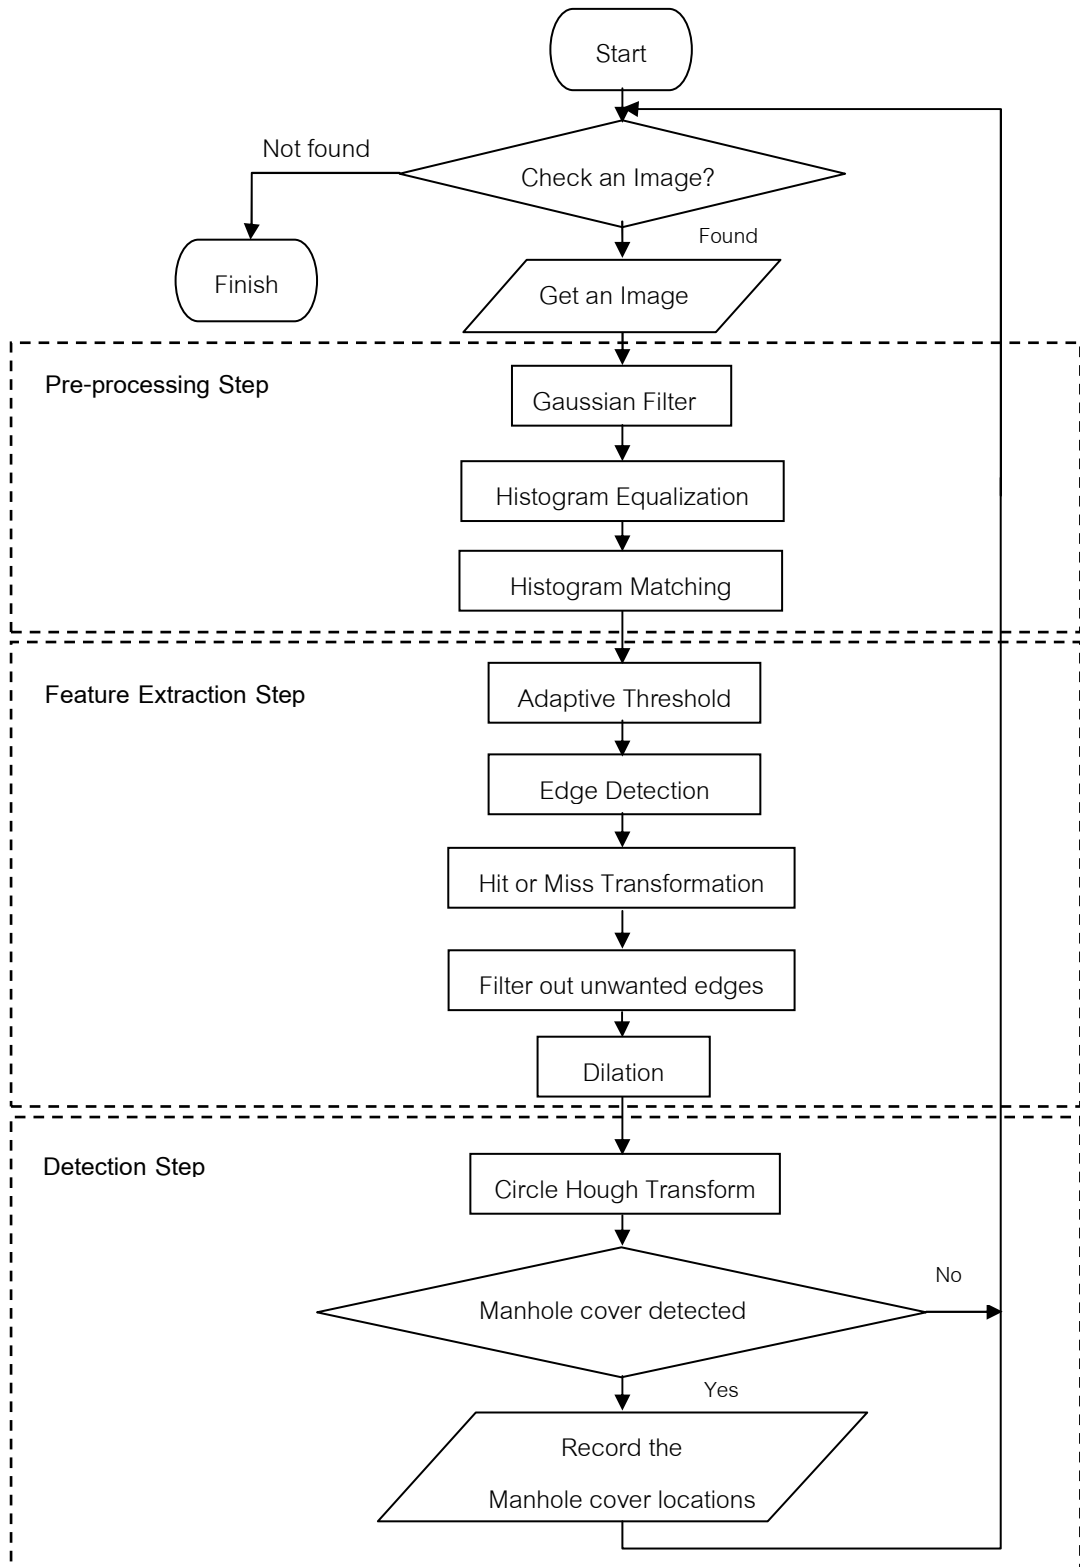 Start
Not found
Check an Image?
Found
Finish
Get an Image
Pre-processing Step
Gaussian Filter
Histogram Equalization
Histogram Matching
Feature Extraction Step
Adaptive Threshold
Edge Detection
Hit or Miss Transformation
Filter out unwanted edges
Dilation
Detection Step
Circle Hough Transform
No
Manhole cover detected
Yes
Record the
Manhole cover locations